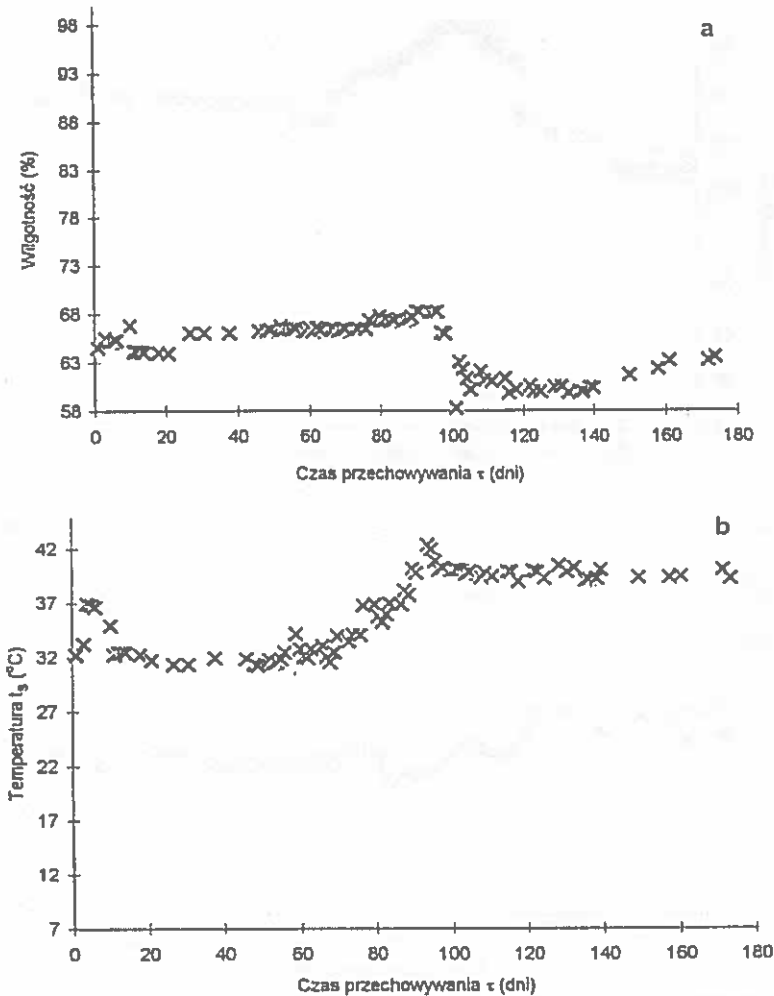 a
98
93
88
83
78
73
68
63
58
Wilgotność (%)
0 20 40 60 80 100 120 140 160 180
Czas przechowywania τ (dni)
b
42
37
32
27
22
17
12
7
Temperatura tₛ (°C)
0 20 40 60 80 100 120 140 160 180
Czas przechowywania τ (dni)